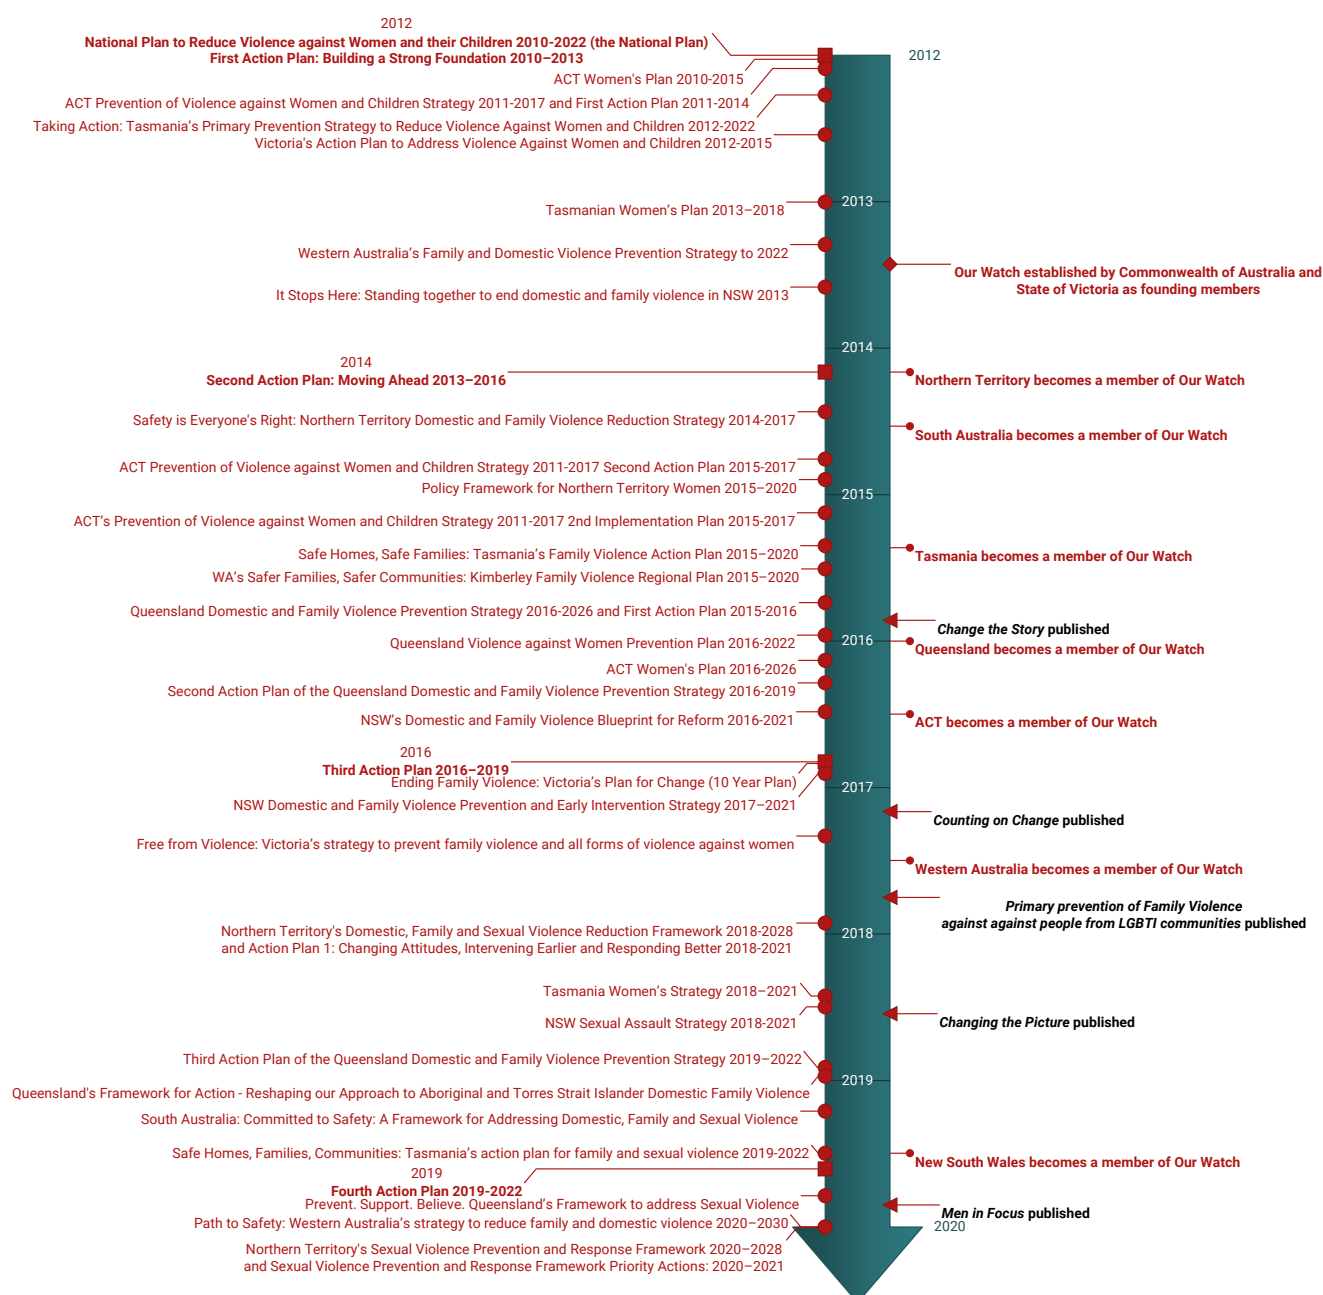 2012
National Plan to Reduce Violence against Women and their Children 2010-2022 (the National Plan)
First Action Plan: Building a Strong Foundation 2010–2013
2012
ACT Women's Plan 2010-2015
ACT Prevention of Violence against Women and Children Strategy 2011-2017 and First Action Plan 2011-2014
Taking Action: Tasmania’s Primary Prevention Strategy to Reduce Violence Against Women and Children 2012-2022
Victoria's Action Plan to Address Violence Against Women and Children 2012-2015
2013
Tasmanian Women’s Plan 2013–2018
Western Australia’s Family and Domestic Violence Prevention Strategy to 2022
Our Watch established by Commonwealth of Australia and
State of Victoria as founding members
It Stops Here: Standing together to end domestic and family violence in NSW 2013
2014
2014
Second Action Plan: Moving Ahead 2013–2016
Northern Territory becomes a member of Our Watch
Safety is Everyone's Right: Northern Territory Domestic and Family Violence Reduction Strategy 2014-2017
South Australia becomes a member of Our Watch
ACT Prevention of Violence against Women and Children Strategy 2011-2017 Second Action Plan 2015-2017
Policy Framework for Northern Territory Women 2015–2020
2015
ACT’s Prevention of Violence against Women and Children Strategy 2011-2017 2nd Implementation Plan 2015-2017
Safe Homes, Safe Families: Tasmania’s Family Violence Action Plan 2015–2020
Tasmania becomes a member of Our Watch
WA’s Safer Families, Safer Communities: Kimberley Family Violence Regional Plan 2015–2020
Queensland Domestic and Family Violence Prevention Strategy 2016-2026 and First Action Plan 2015-2016
Change the Story published
2016
Queensland Violence against Women Prevention Plan 2016-2022
Queensland becomes a member of Our Watch
ACT Women's Plan 2016-2026
Second Action Plan of the Queensland Domestic and Family Violence Prevention Strategy 2016-2019
NSW’s Domestic and Family Violence Blueprint for Reform 2016-2021
ACT becomes a member of Our Watch
2016
Third Action Plan 2016–2019
Ending Family Violence: Victoria’s Plan for Change (10 Year Plan)
2017
NSW Domestic and Family Violence Prevention and Early Intervention Strategy 2017–2021
Counting on Change published
Free from Violence: Victoria’s strategy to prevent family violence and all forms of violence against women
Western Australia becomes a member of Our Watch
Primary prevention of Family Violence
against against people from LGBTI communities published
Northern Territory's Domestic, Family and Sexual Violence Reduction Framework 2018-2028
and Action Plan 1: Changing Attitudes, Intervening Earlier and Responding Better 2018-2021
2018
Tasmania Women’s Strategy 2018–2021
NSW Sexual Assault Strategy 2018-2021
Changing the Picture published
Third Action Plan of the Queensland Domestic and Family Violence Prevention Strategy 2019–2022
2019
Queensland's Framework for Action - Reshaping our Approach to Aboriginal and Torres Strait Islander Domestic Family Violence
South Australia: Committed to Safety: A Framework for Addressing Domestic, Family and Sexual Violence
Safe Homes, Families, Communities: Tasmania’s action plan for family and sexual violence 2019-2022
New South Wales becomes a member of Our Watch
2019
Fourth Action Plan 2019-2022
Prevent. Support. Believe. Queensland’s Framework to address Sexual Violence
Men in Focus published
Path to Safety: Western Australia’s strategy to reduce family and domestic violence 2020–2030
2020
Northern Territory's Sexual Violence Prevention and Response Framework 2020–2028
and Sexual Violence Prevention and Response Framework Priority Actions: 2020–2021